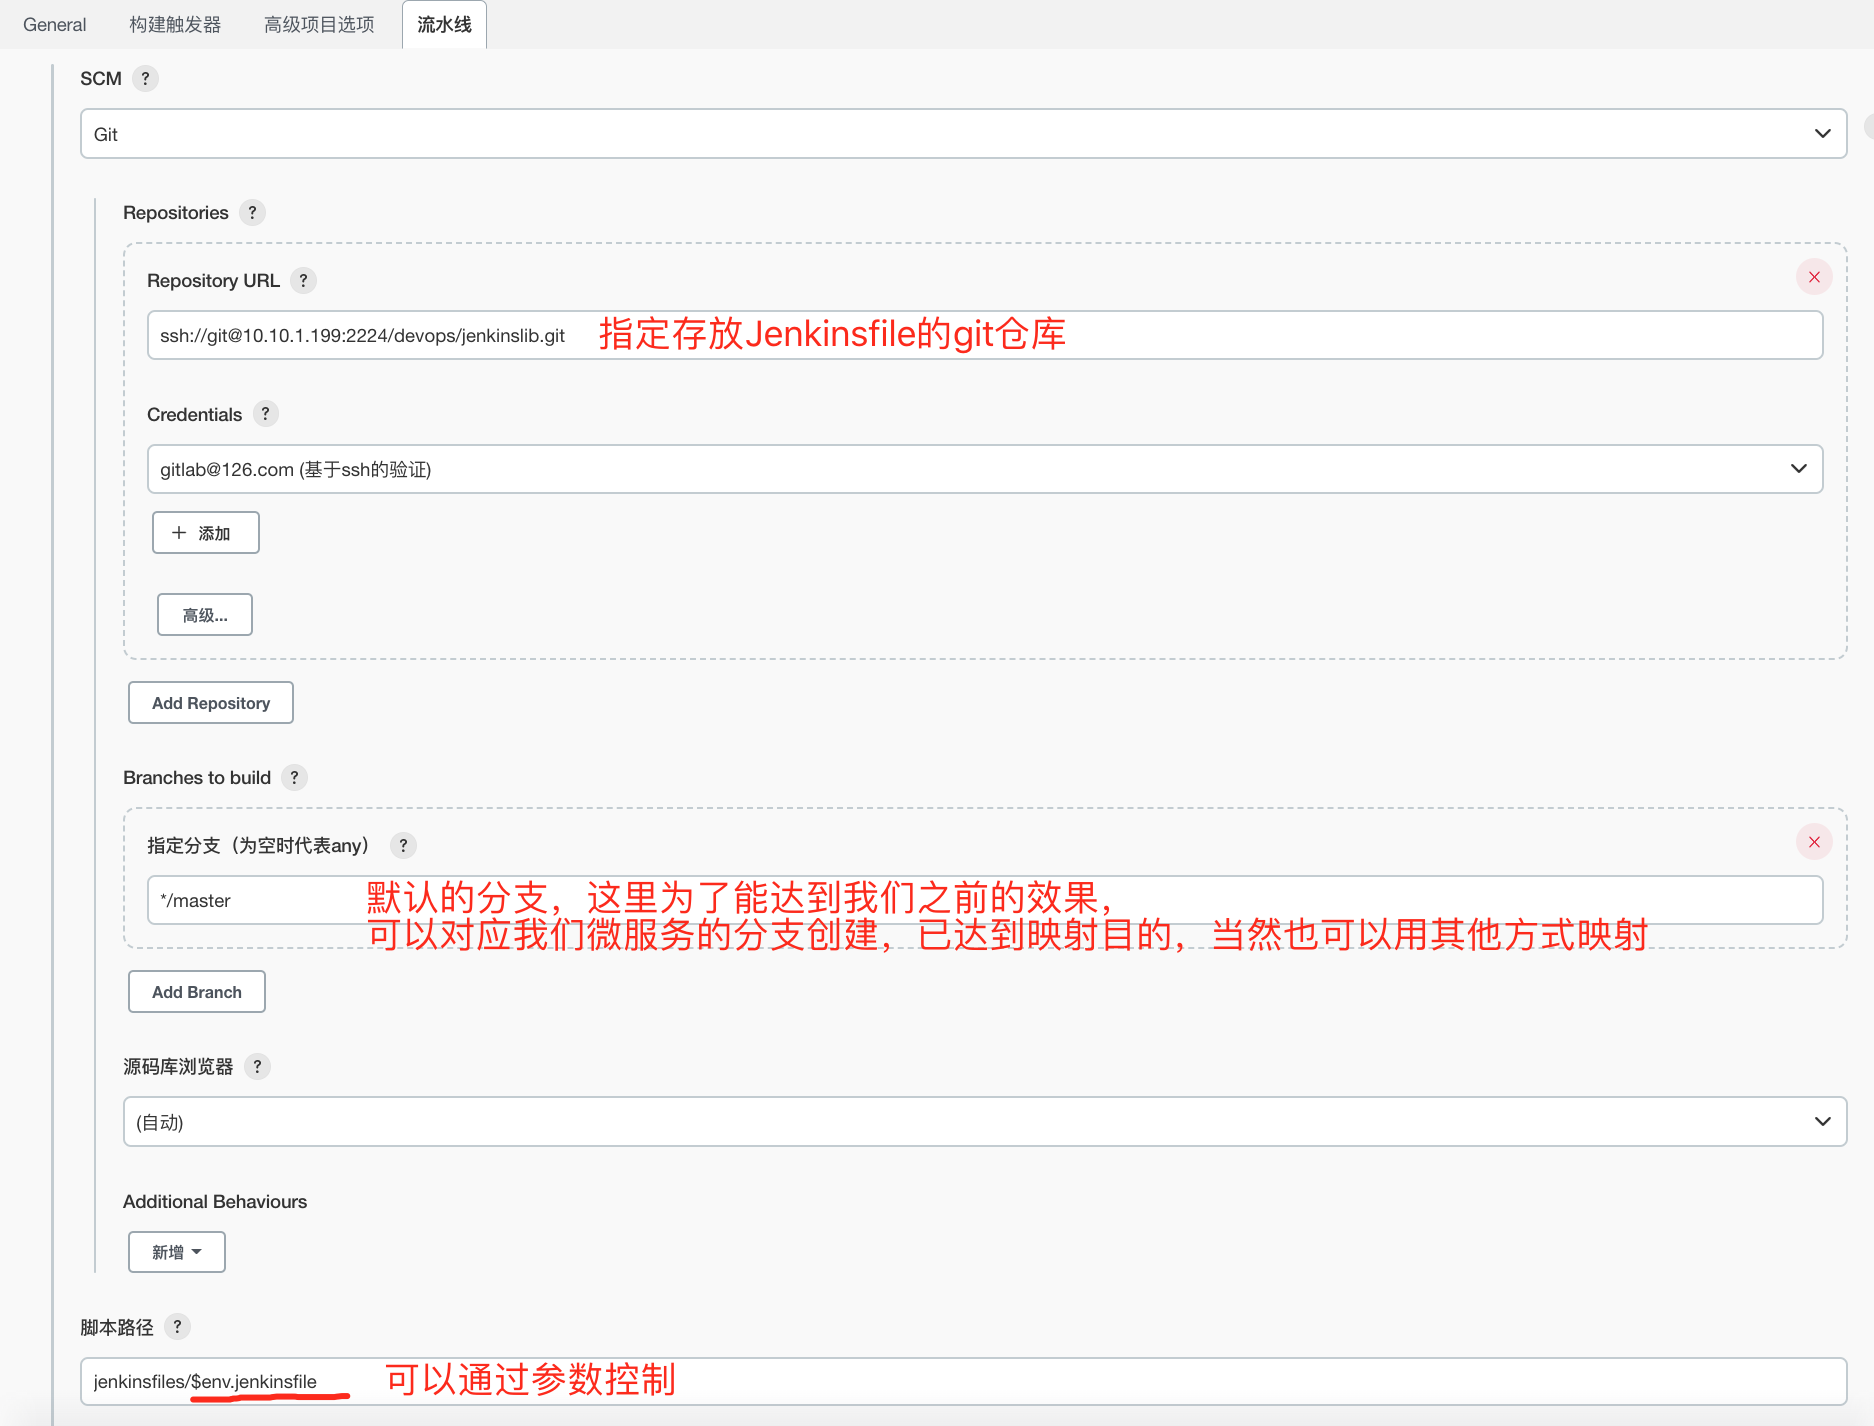 General 构建触发器 高级项目选项 流水线
SCM ?
Git
Repositories ?
Repository URL ?
ssh://git@10.10.1.199:2224/devops/jenkinslib.git 指定存放Jenkinsfile的git仓库
Credentials ?
gitlab@126.com (基于ssh的验证)
+ 添加
高级...
Add Repository
Branches to build ?
指定分支（为空时代表any） ?
*/master 默认的分支，这里为了能达到我们之前的效果，
可以对应我们微服务的分支创建，已达到映射目的，当然也可以用其他方式映射
Add Branch
源码库浏览器 ?
(自动)
Additional Behaviours
新增
脚本路径 ?
jenkinsfiles/$env.jenkinsfile 可以通过参数控制